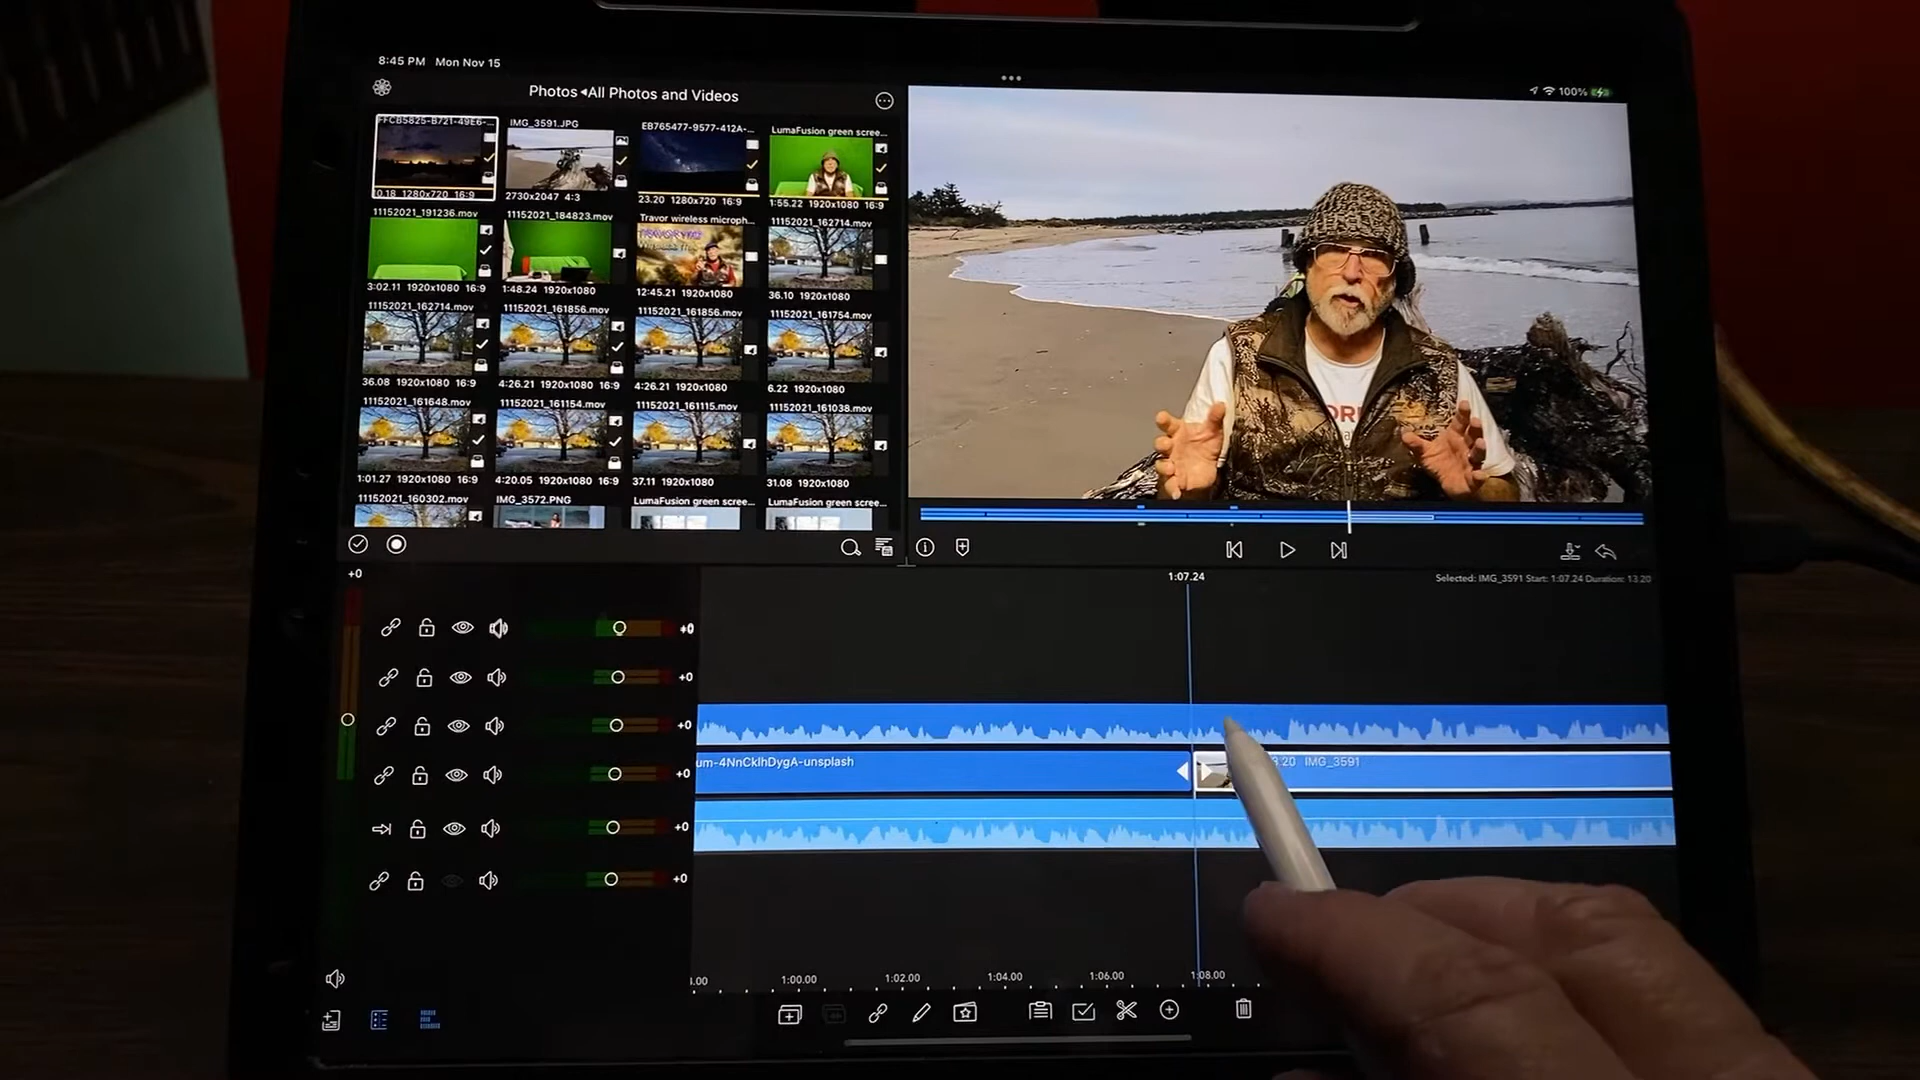 8:45 PM Mon Nov 15
100%
Photos ◂All Photos and Videos
FFCB5825-B721-49E6-...
IMG_3591.JPG
EB765477-9577-412A-...
LumaFusion green scree...
10.18 1280x720 16:9
2730x2047 4:3
23.20 1280x720 16:9
1:55.22 1920x1080 16:9
11152021_191236.mov
11152021_184823.mov
Travor wireless microph...
11152021_162714.mov
3:02.11 1920x1080 16:9
1:48.24 1920x1080
12:45.21 1920x1080
36.10 1920x1080
11152021_162714.mov
11152021_161856.mov
11152021_161856.mov
11152021_161754.mov
36.08 1920x1080 16:9
4:26.21 1920x1080 16:9
4:26.21 1920x1080
6.22 1920x1080
11152021_161648.mov
11152021_161154.mov
11152021_161115.mov
11152021_161038.mov
1:01.27 1920x1080 16:9
4:20.05 1920x1080 16:9
37.11 1920x1080
31.08 1920x1080
11152021_160302.mov
IMG_3572.PNG
LumaFusion green scree...
LumaFusion green scree...
+0
1:07.24
Selected: IMG_3591 Start: 1:07.24 Duration: 13.20
+0
+0
+0
+0
um-4NnCklhDygA-unsplash
3.20 IMG_3591
+0
+0
1:00.00
1:02.00
1:04.00
1:06.00
1:08.00